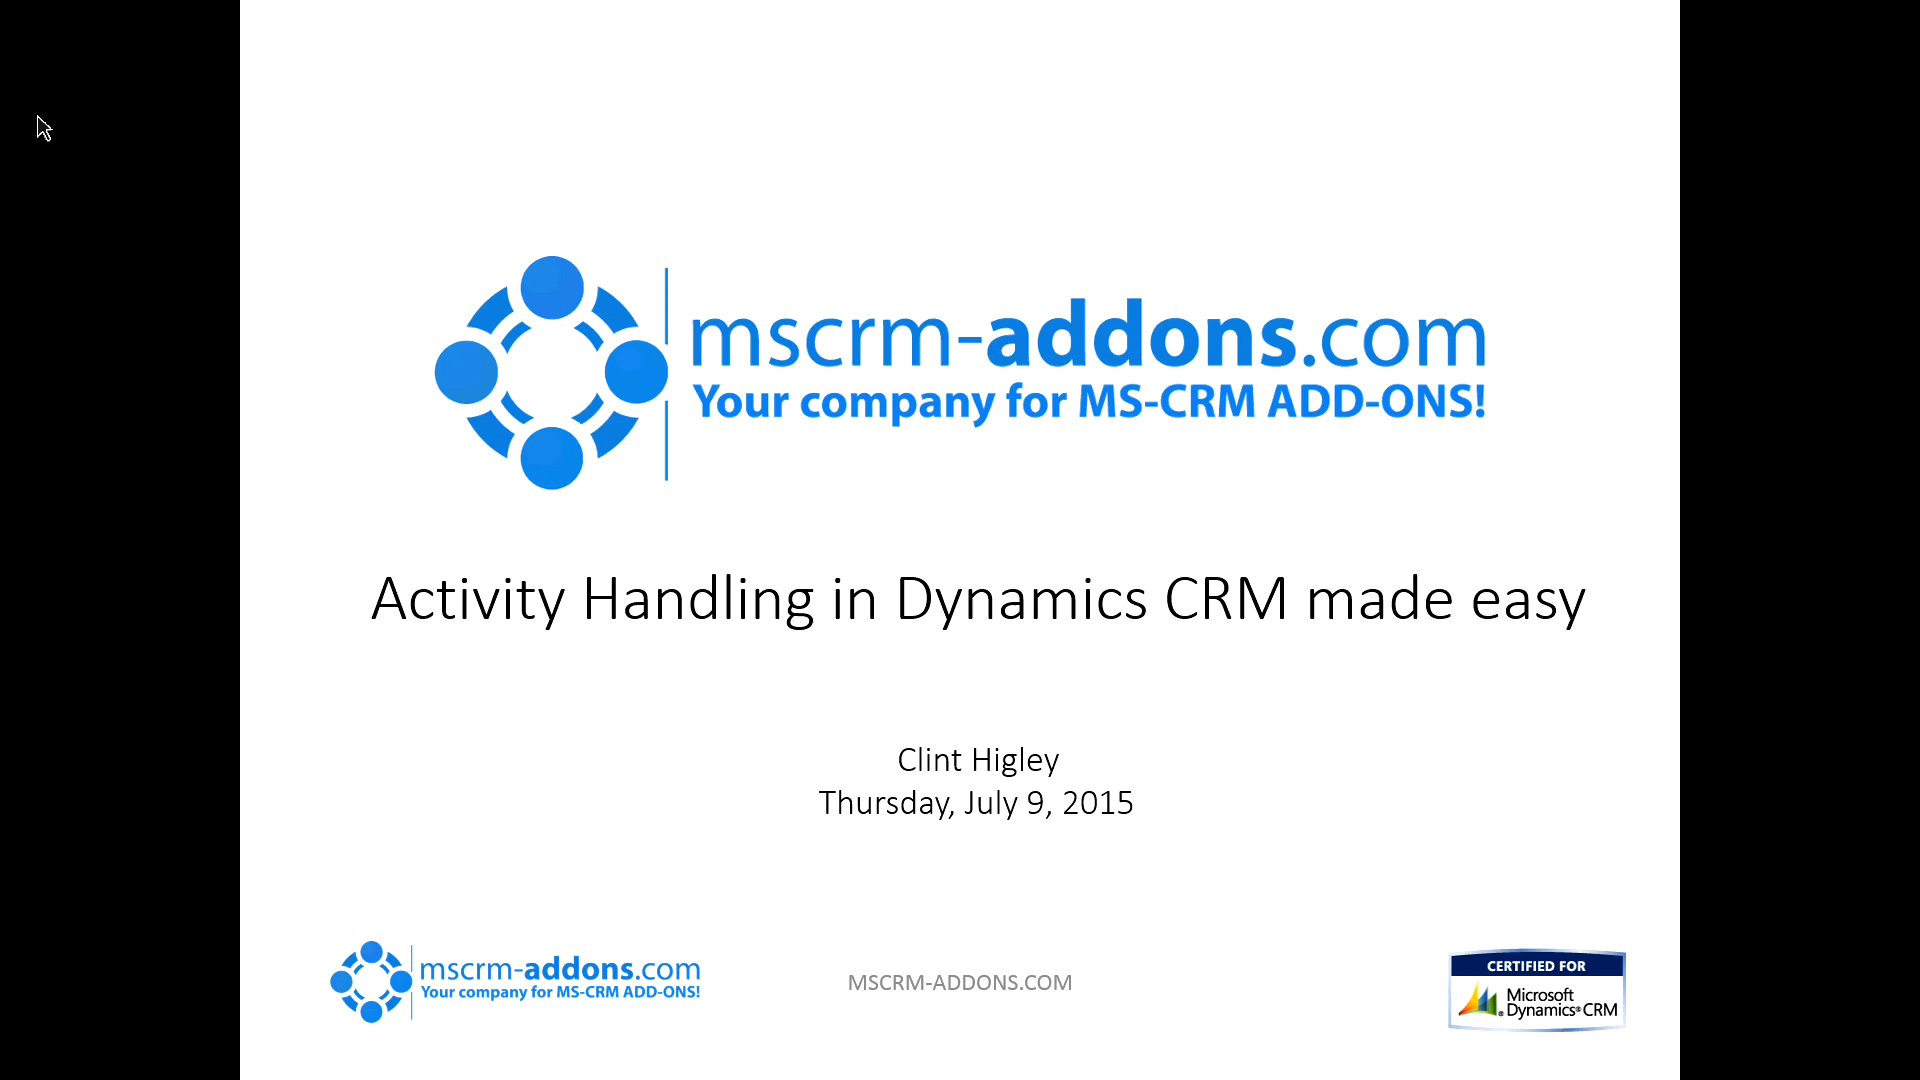 mscrm-addons.com
Your company for MS-CRM ADD-ONS!
Activity Handling in Dynamics CRM made easy
Clint Higley
Thursday, July 9, 2015
mscrm-addons.com
Your company for MS-CRM ADD-ONS!
MSCRM-ADDONS.COM
CERTIFIED FOR
Microsoft
Dynamics® CRM